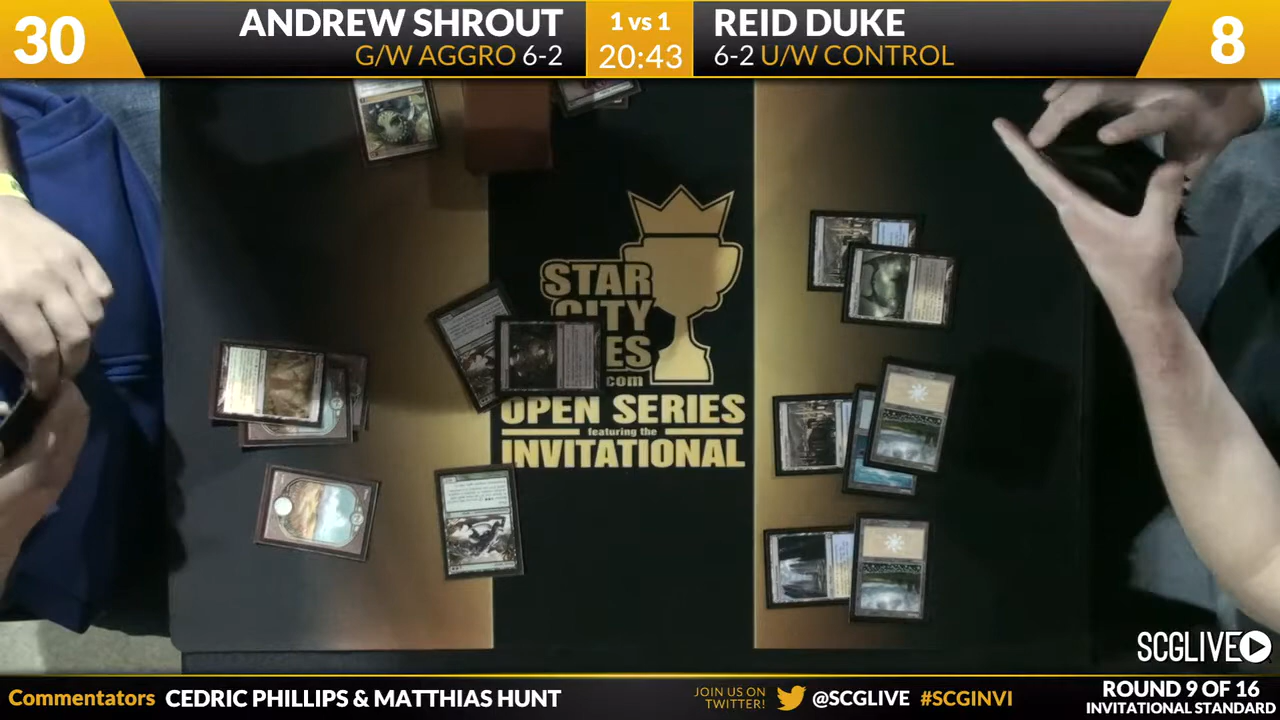 30
ANDREW SHROUT
G/W AGGRO 6-2
1 vs 1
20:43
REID DUKE
6-2 U/W CONTROL
8
STAR
CITY
ES
.com
OPEN SERIES
featuring the
INVITATIONAL
SCGLIVE
Commentators CEDRIC PHILLIPS & MATTHIAS HUNT
JOIN US ON
TWITTER!
@SCGLIVE #SCGINVI
ROUND 9 OF 16
INVITATIONAL STANDARD